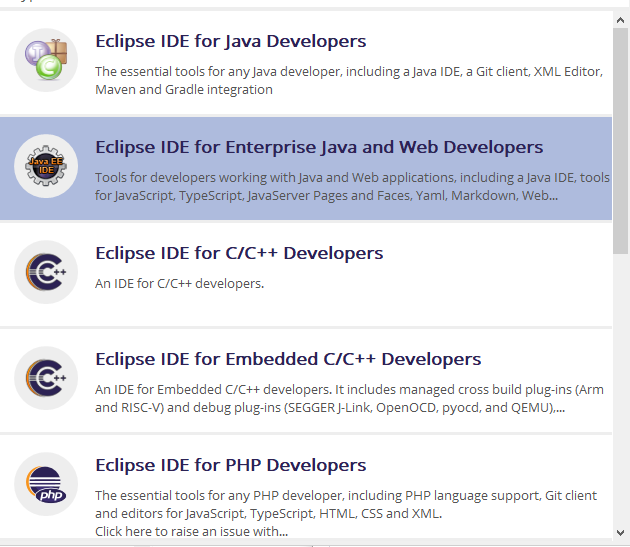 Eclipse IDE for Java Developers
The essential tools for any Java developer, including a Java IDE, a Git client, XML Editor,
Maven and Gradle integration
Java EE
IDE
Eclipse IDE for Enterprise Java and Web Developers
Tools for developers working with Java and Web applications, including a Java IDE, tools
for JavaScript, TypeScript, JavaServer Pages and Faces, Yaml, Markdown, Web...
C++
Eclipse IDE for C/C++ Developers
An IDE for C/C++ developers.
C++
Eclipse IDE for Embedded C/C++ Developers
An IDE for Embedded C/C++ developers. It includes managed cross build plug-ins (Arm
and RISC-V) and debug plug-ins (SEGGER J-Link, OpenOCD, pyocd, and QEMU),...
php
Eclipse IDE for PHP Developers
The essential tools for any PHP developer, including PHP language support, Git client
and editors for JavaScript, TypeScript, HTML, CSS and XML.
Click here to raise an issue with...